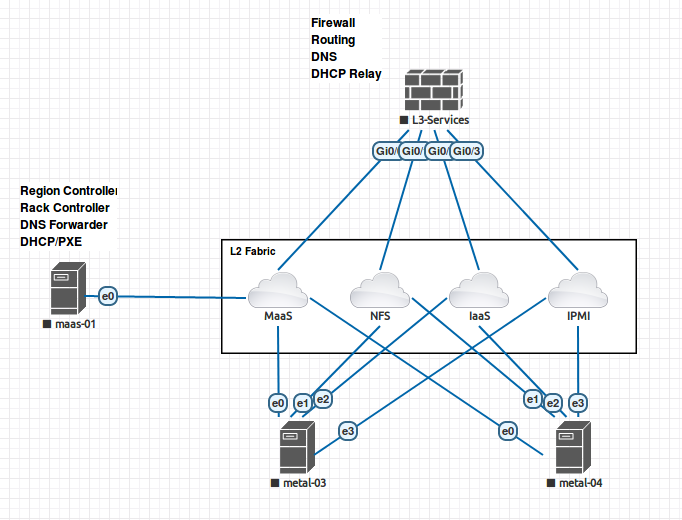 Firewall
Routing
DNS
DHCP Relay
L3-Services
Gi0/ Gi0/ Gi0/ Gi0/3
Region Controller
Rack Controller
DNS Forwarder
DHCP/PXE
L2 Fabric
e0
maas-01
MaaS NFS IaaS IPMI
e0 e1 e2 e1 e2 e3
e3 e0
metal-03 metal-04